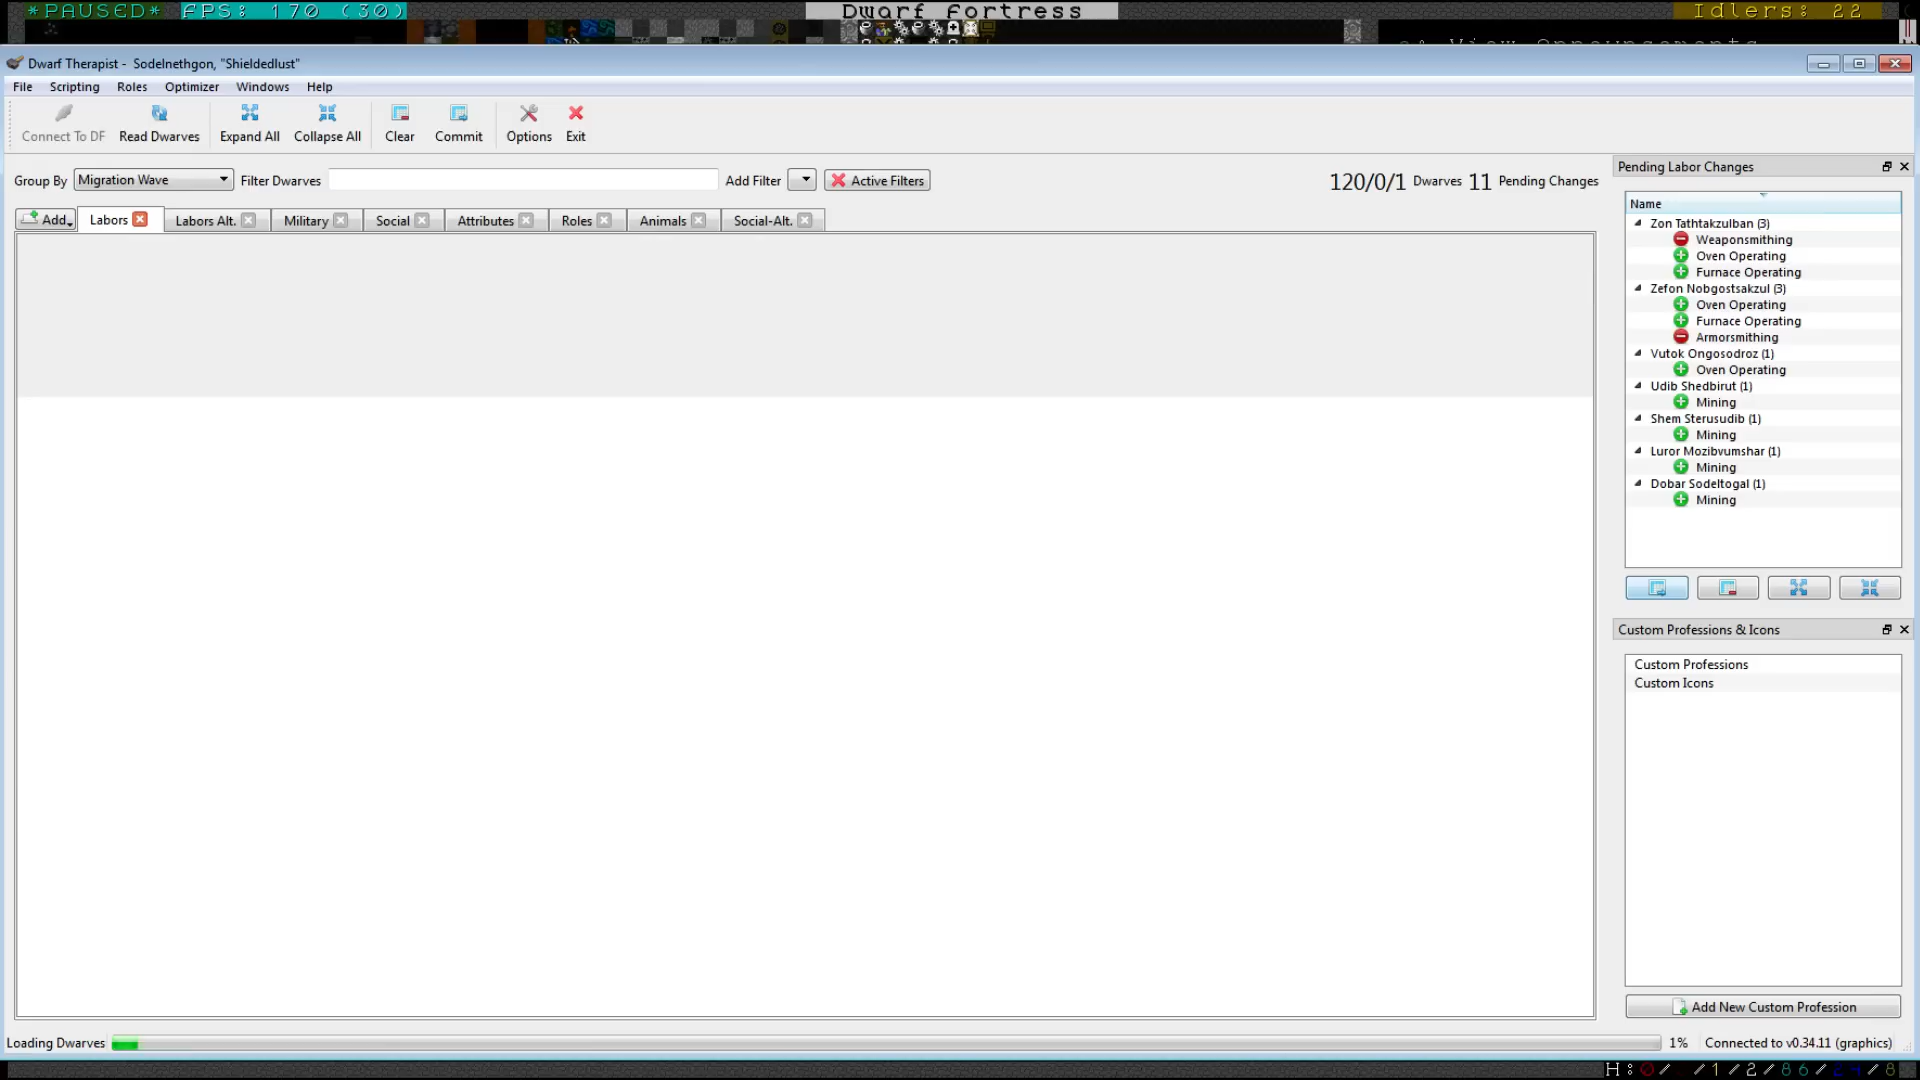 *PAUSED* FPS: 170 (30) Dwarf Fortress Idlers: 22
Dwarf Therapist - Sodelnethgon, "Shieldedlust"
File Scripting Roles Optimizer Windows Help
Connect To DF Read Dwarves Expand All Collapse All Clear Commit Options Exit
Group By Migration Wave Filter Dwarves Add Filter Active Filters 120/0/1 Dwarves 11 Pending Changes
Add Labors Labors Alt. Military Social Attributes Roles Animals Social-Alt.
Pending Labor Changes
Name
Zon Tathtakzulban (3)
Weaponsmithing
Oven Operating
Furnace Operating
Zefon Nobgostsakzul (3)
Oven Operating
Furnace Operating
Armorsmithing
Vutok Ongosodroz (1)
Oven Operating
Udib Shedbirut (1)
Mining
Shem Sterusudib (1)
Mining
Luror Mozibvumshar (1)
Mining
Dobar Sodeltogal (1)
Mining
Custom Professions & Icons
Custom Professions
Custom Icons
Add New Custom Profession
Loading Dwarves 1% Connected to v0.34.11 (graphics)